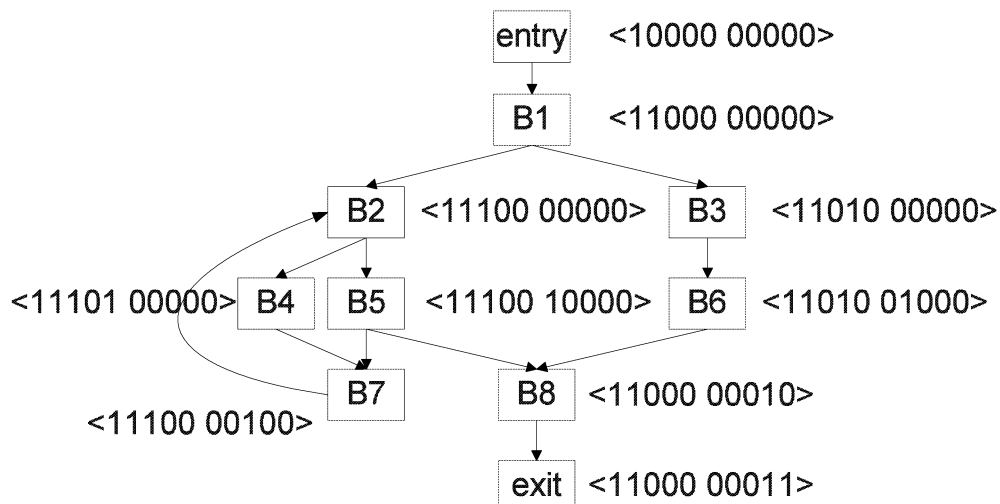 entry <10000 00000>
B1 <11000 00000>
B2 <11100 00000> B3 <11010 00000>
<11101 00000> B4 B5 <11100 10000> B6 <11010 01000>
B7 B8 <11000 00010>
<11100 00100>
exit <11000 00011>